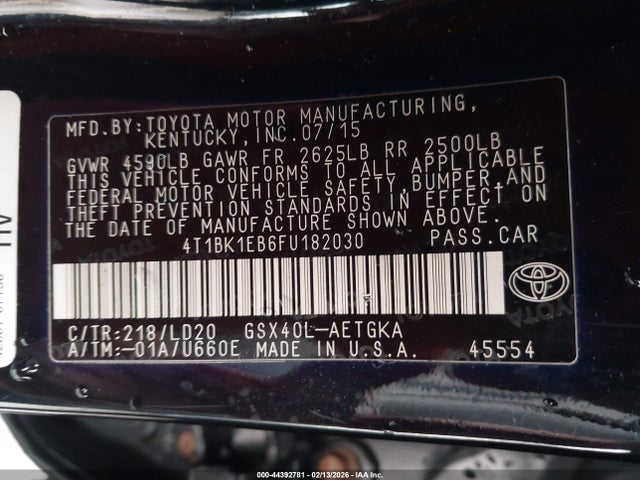 MFD.BY:TOYOTA MOTOR MANUFACTURING,
KENTUCKY,INC.07/15
GVWR 4590LB GAWR FR 2625LB RR 2500LB
THIS VEHICLE CONFORMS TO ALL APPLICABLE
FEDERAL MOTOR VEHICLE SAFETY,BUMPER,AND
THEFT PREVENTION STANDARDS IN EFFECT ON
THE DATE OF MANUFACTURE SHOWN ABOVE.
4T1BK1EB6FU182030 PASS.CAR
C/TR:218/LD20 GSX40L-AETGKA
A/TM:-01A/U660E MADE IN U.S.A. 45554
000-44392781 - 02/13/2026 - IAA Inc.